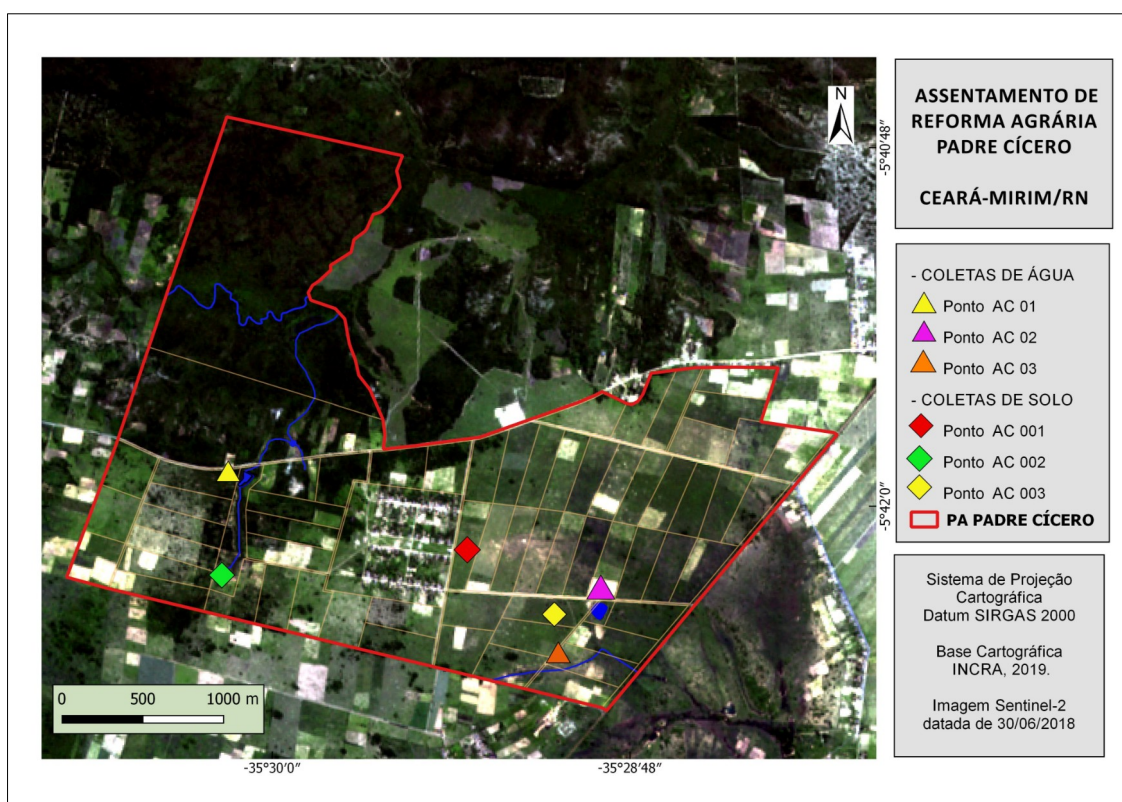 N
-5°40'48"
-5°42'0"
0 500 1000 m
-35°30'0"
-35°28'48"
ASSENTAMENTO DE
REFORMA AGRÁRIA
PADRE CÍCERO
CEARÁ-MIRIM/RN
- COLETAS DE ÁGUA
Ponto AC 01
Ponto AC 02
Ponto AC 03
- COLETAS DE SOLO
Ponto AC 001
Ponto AC 002
Ponto AC 003
PA PADRE CÍCERO
Sistema de Projeção
Cartográfica
Datum SIRGAS 2000
Base Cartográfica
INCRA, 2019.
Imagem Sentinel-2
datada de 30/06/2018